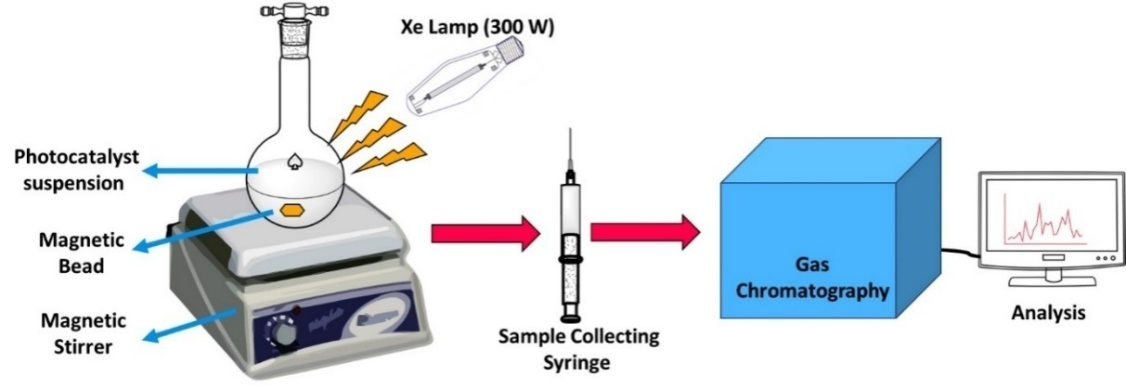 Xe Lamp (300 W)
Photocatalyst
suspension
Magnetic
Bead
Magnetic
Stirrer
Sample Collecting
Syringe
Gas
Chromatography
Analysis